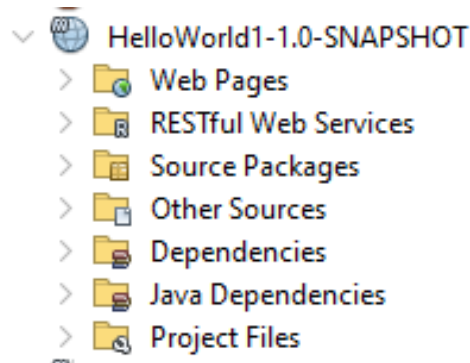 HelloWorld1-1.0-SNAPSHOT
Web Pages
RESTful Web Services
Source Packages
Other Sources
Dependencies
Java Dependencies
Project Files